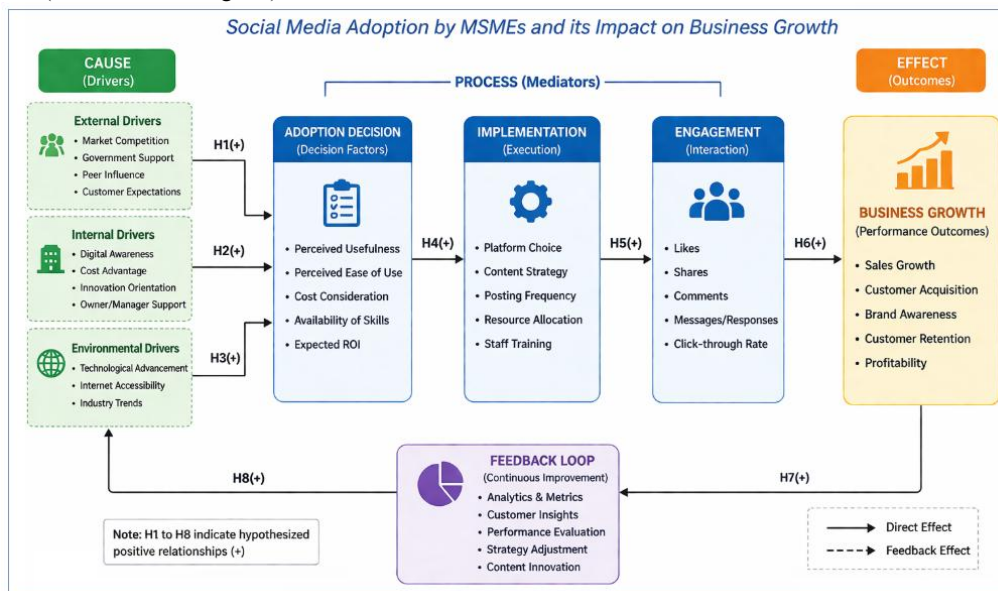 Social Media Adoption by MSMEs and its Impact on Business Growth
CAUSE
(Drivers)
External Drivers
• Market Competition
• Government Support
• Peer Influence
• Customer Expectations
Internal Drivers
• Digital Awareness
• Cost Advantage
• Innovation Orientation
• Owner/Manager Support
Environmental Drivers
• Technological Advancement
• Internet Accessibility
• Industry Trends
H1(+)
H2(+)
H3(+)
PROCESS (Mediators)
ADOPTION DECISION
(Decision Factors)
• Perceived Usefulness
• Perceived Ease of Use
• Cost Consideration
• Availability of Skills
• Expected ROI
H4(+)
IMPLEMENTATION
(Execution)
• Platform Choice
• Content Strategy
• Posting Frequency
• Resource Allocation
• Staff Training
H5(+)
ENGAGEMENT
(Interaction)
• Likes
• Shares
• Comments
• Messages/Responses
• Click-through Rate
H6(+)
EFFECT
(Outcomes)
BUSINESS GROWTH
(Performance Outcomes)
• Sales Growth
• Customer Acquisition
• Brand Awareness
• Customer Retention
• Profitability
H7(+)
FEEDBACK LOOP
(Continuous Improvement)
• Analytics & Metrics
• Customer Insights
• Performance Evaluation
• Strategy Adjustment
• Content Innovation
H8(+)
Note: H1 to H8 indicate hypothesized
positive relationships (+)
Direct Effect
Feedback Effect